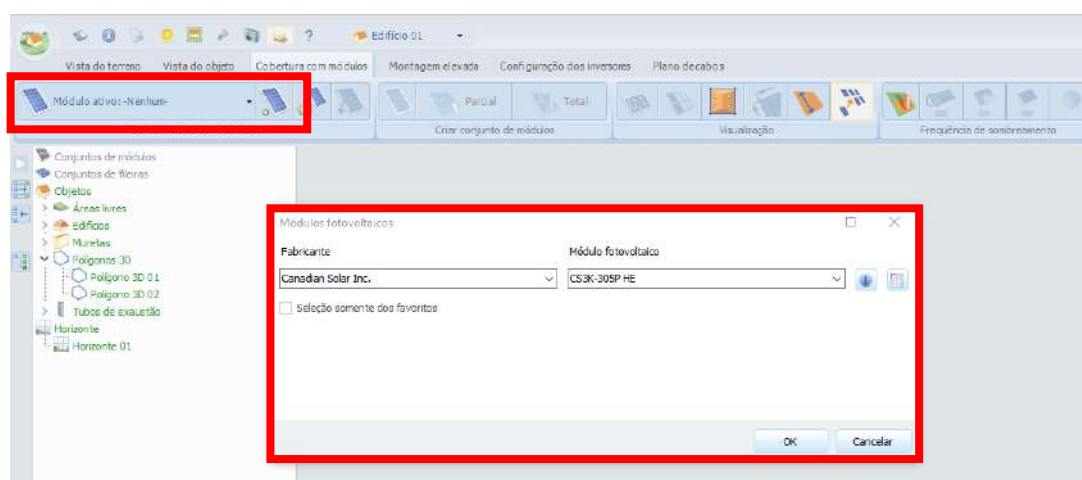 ? Edifício 01
Vista do terreno Vista do objeto Cobertura com módulos Montagem elevada Configuração dos inversores Plano de cabos
Módulo ativo: -Nenhum- Parcial Total
Criar conjunto de módulos Visualização Frequência de sombreamento
Conjuntos de módulos
Conjuntos de fileiras
Objetos
Áreas livres
Edifícios
Muretas
Polígonos 3D
Polígono 3D 01
Polígono 3D 02
Tubos de exaustão
Horizonte
Horizonte 01
Módulos fotovoltaicos
Fabricante Módulo fotovoltaico
Canadian Solar Inc. CS3K-305P HE
Seleção somente dos favoritos
OK Cancelar